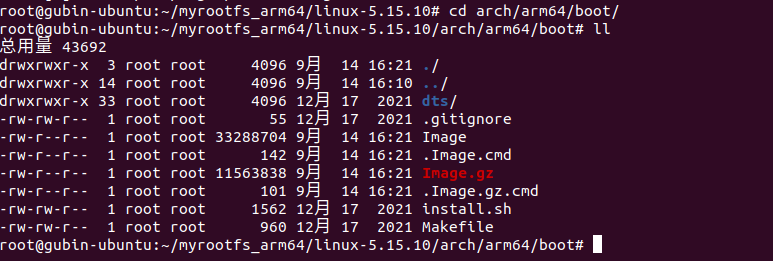 root@gubin-ubuntu:~/myrootfs_arm64/linux-5.15.10# cd arch/arm64/boot/
root@gubin-ubuntu:~/myrootfs_arm64/linux-5.15.10/arch/arm64/boot# ll
总用量 43692
drwxrwxr-x  3 root root     4096 9月  14 16:21 ./
drwxrwxr-x 14 root root     4096 9月  14 16:10 ../
drwxrwxr-x 33 root root     4096 12月 17  2021 dts/
-rw-rw-r--  1 root root       55 12月 17  2021 .gitignore
-rw-rw-r--  1 root root 33288704 9月  14 16:21 Image
-rw-r--r--  1 root root      142 9月  14 16:21 .Image.cmd
-rw-r--r--  1 root root 11563838 9月  14 16:21 Image.gz
-rw-r--r--  1 root root      101 9月  14 16:21 .Image.gz.cmd
-rw-rw-r--  1 root root     1562 12月 17  2021 install.sh
-rw-rw-r--  1 root root      960 12月 17  2021 Makefile
root@gubin-ubuntu:~/myrootfs_arm64/linux-5.15.10/arch/arm64/boot#